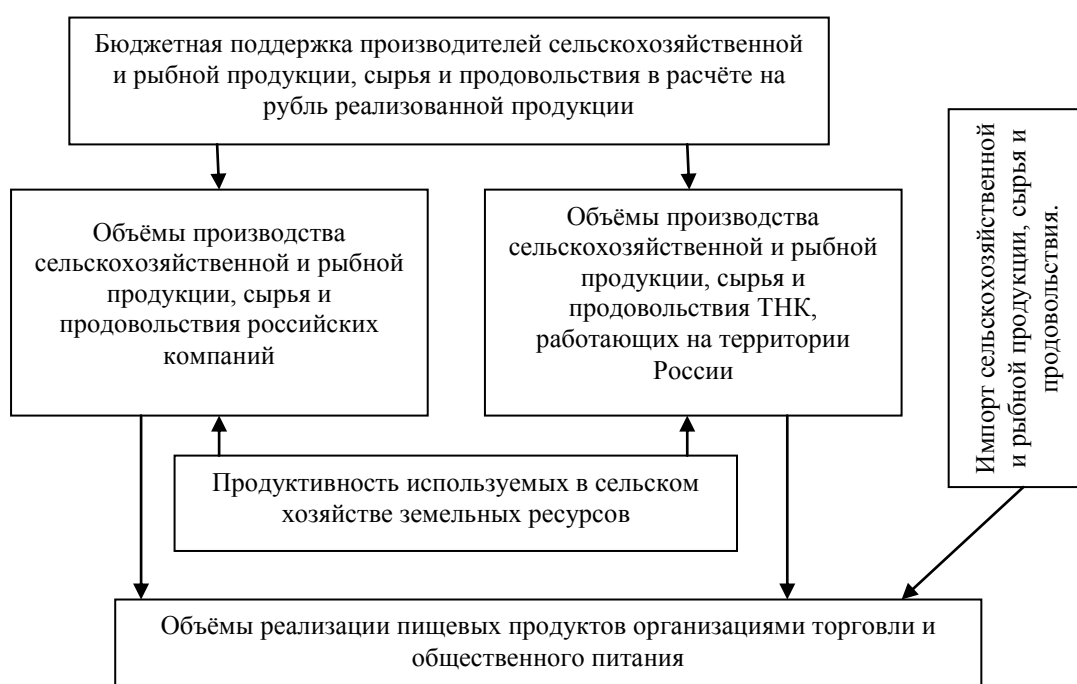 Бюджетная поддержка производителей сельскохозяйственной
и рыбной продукции, сырья и продовольствия в расчёте на
рубль реализованной продукции
Объёмы производства
сельскохозяйственной и рыбной
продукции, сырья и
продовольствия российских
компаний
Объёмы производства
сельскохозяйственной и рыбной
продукции, сырья и
продовольствия ТНК,
работающих на территории
России
Импорт сельскохозяйственной
и рыбной продукции, сырья и
продовольствия.
Продуктивность используемых в сельском
хозяйстве земельных ресурсов
Объёмы реализации пищевых продуктов организациями торговли и
общественного питания